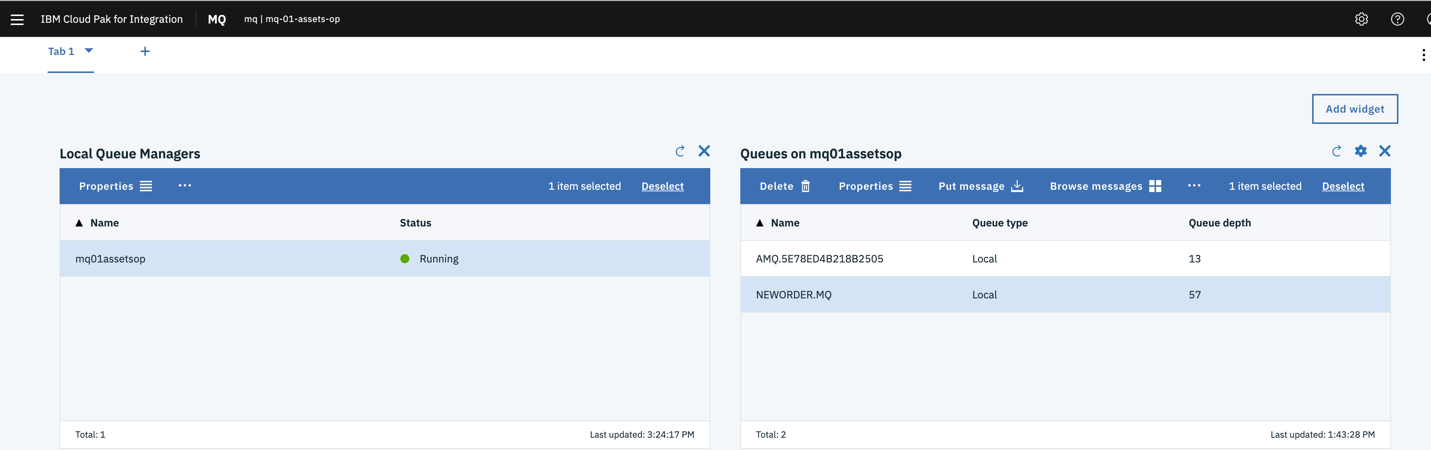 IBM Cloud Pak for Integration MQ mq | mq-01-assets-op
Tab 1
Add widget
Local Queue Managers
Properties 1 item selected Deselect
Name Status
mq01assetsop Running
Total: 1 Last updated: 3:24:17 PM
Queues on mq01assetsop
Delete Properties Put message Browse messages 1 item selected Deselect
Name Queue type Queue depth
AMQ.5E78ED4B218B2505 Local 13
NEWORDER.MQ Local 57
Total: 2 Last updated: 1:43:28 PM